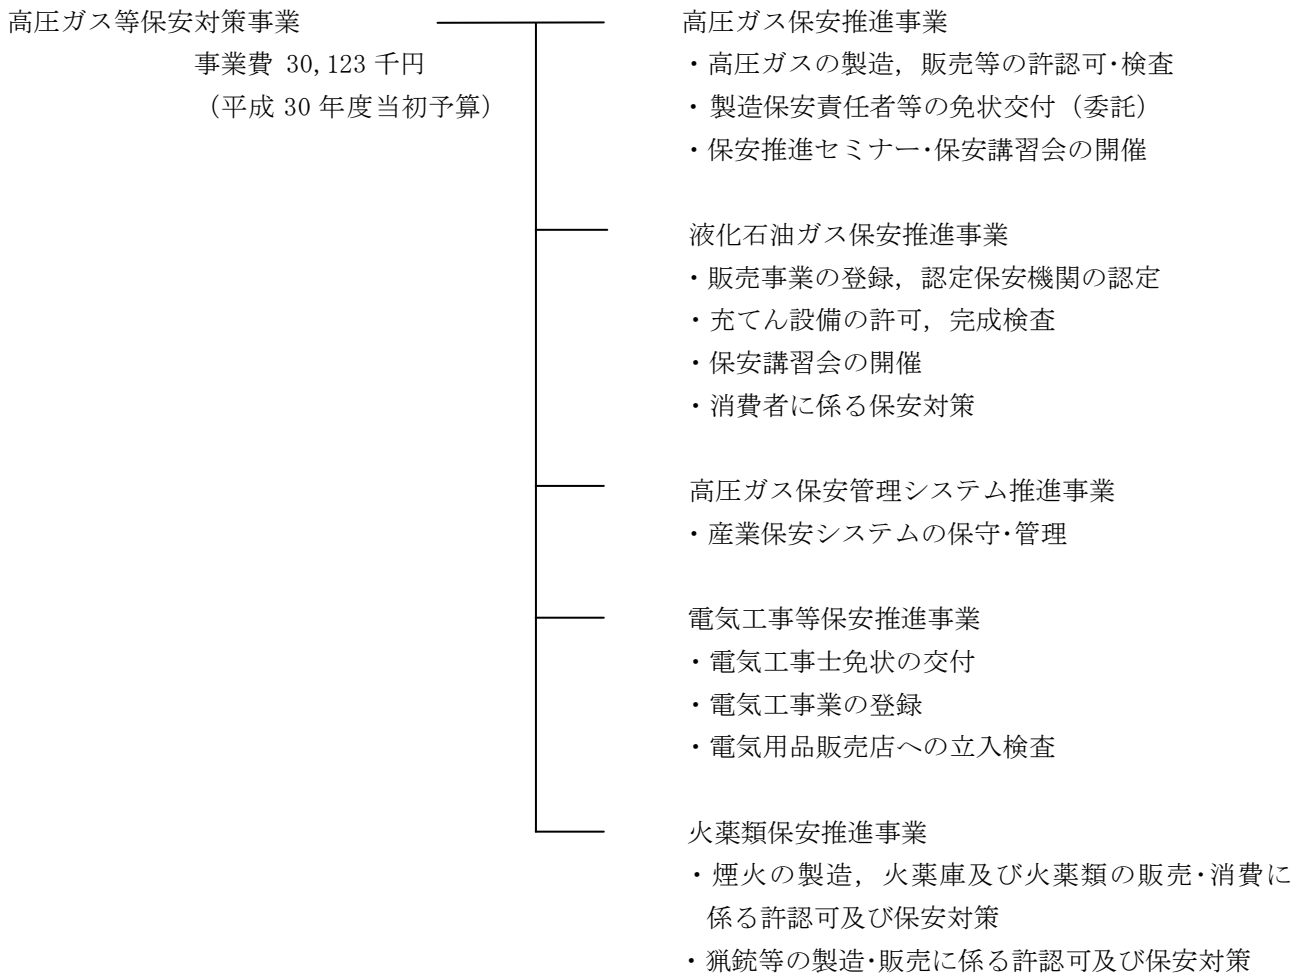 高圧ガス等保安対策事業
事業費 30,123 千円
（平成 30 年度当初予算）
高圧ガス保安推進事業
・高圧ガスの製造，販売等の許認可・検査
・製造保安責任者等の免状交付（委託）
・保安推進セミナー・保安講習会の開催
液化石油ガス保安推進事業
・販売事業の登録，認定保安機関の認定
・充てん設備の許可，完成検査
・保安講習会の開催
・消費者に係る保安対策
高圧ガス保安管理システム推進事業
・産業保安システムの保守・管理
電気工事等保安推進事業
・電気工事士免状の交付
・電気工事業の登録
・電気用品販売店への立入検査
火薬類保安推進事業
・煙火の製造，火薬庫及び火薬類の販売・消費に
係る許認可及び保安対策
・猟銃等の製造・販売に係る許認可及び保安対策